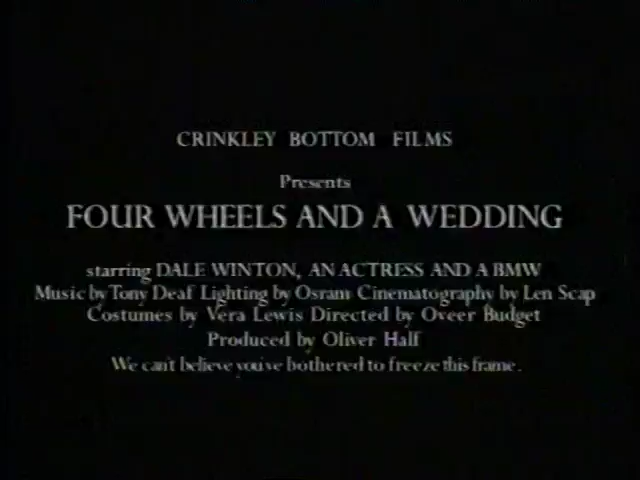 CRINKLEY BOTTOM FILMS
Presents
FOUR WHEELS AND A WEDDING
starring DALE WINTON, AN ACTRESS AND A BMW
Music by Tony Deaf Lighting by Osram Cinematography by Len Scap
Costumes by Vera Lewis Directed by Oveer Budget
Produced by Oliver Half
We can't believe you've bothered to freeze this frame.